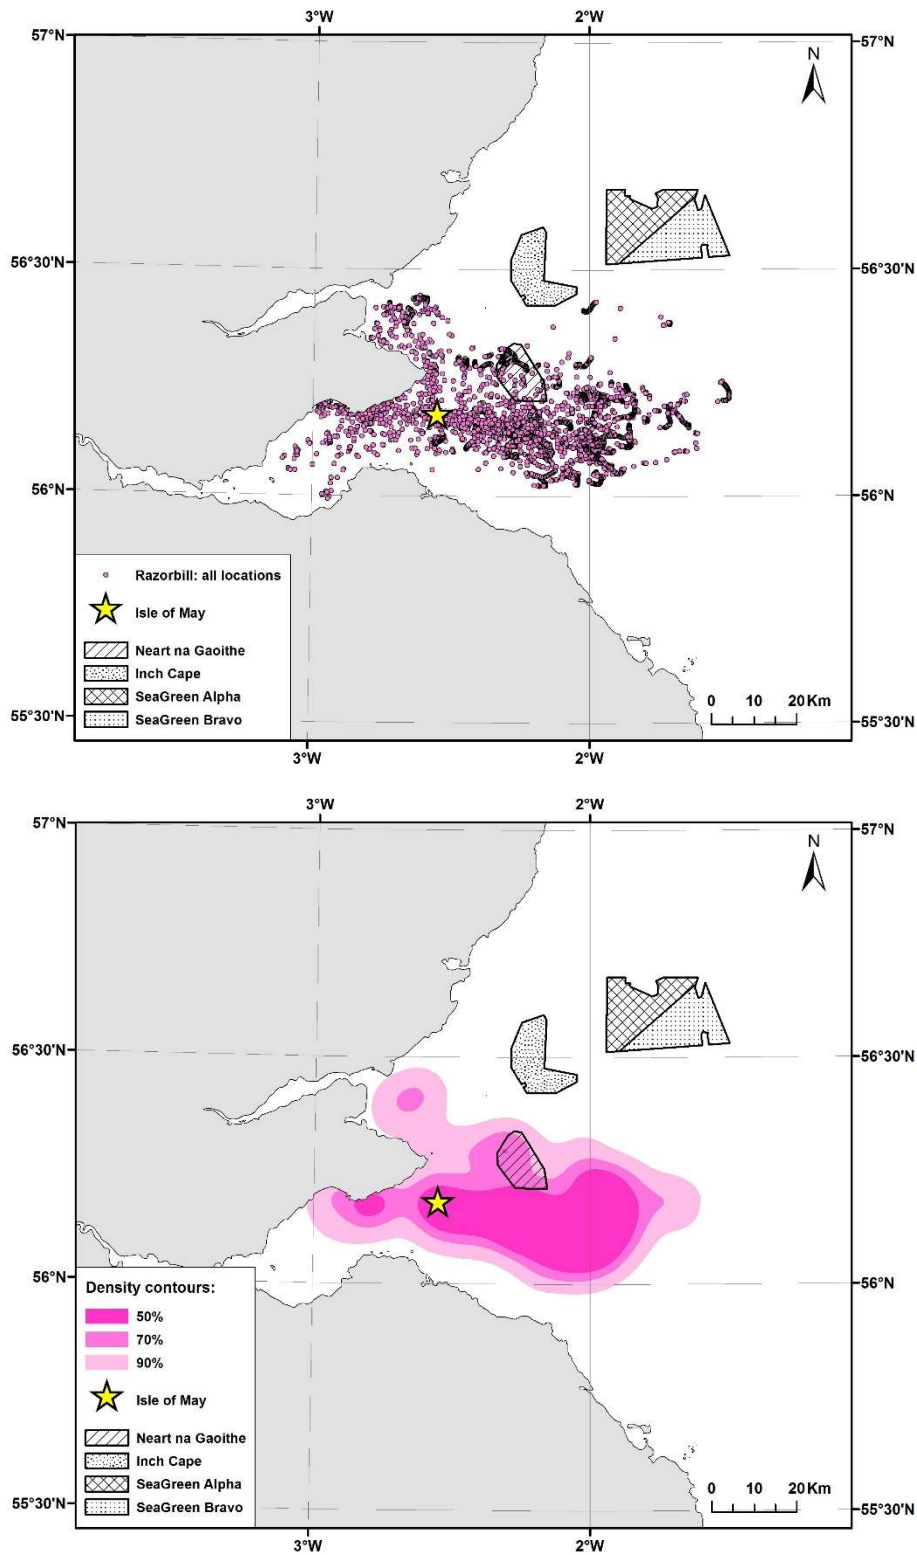 3°W 2°W
57°N 57°N
N
56°30'N 56°30'N
56°N 56°N
Razorbill: all locations
Isle of May
Neart na Gaoithe
Inch Cape
SeaGreen Alpha
SeaGreen Bravo
0 10 20 Km
55°30'N 55°30'N
3°W 2°W
3°W 2°W
57°N 57°N
N
56°30'N 56°30'N
56°N 56°N
Density contours:
50%
70%
90%
Isle of May
Neart na Gaoithe
Inch Cape
SeaGreen Alpha
SeaGreen Bravo
0 10 20 Km
55°30'N 55°30'N
3°W 2°W